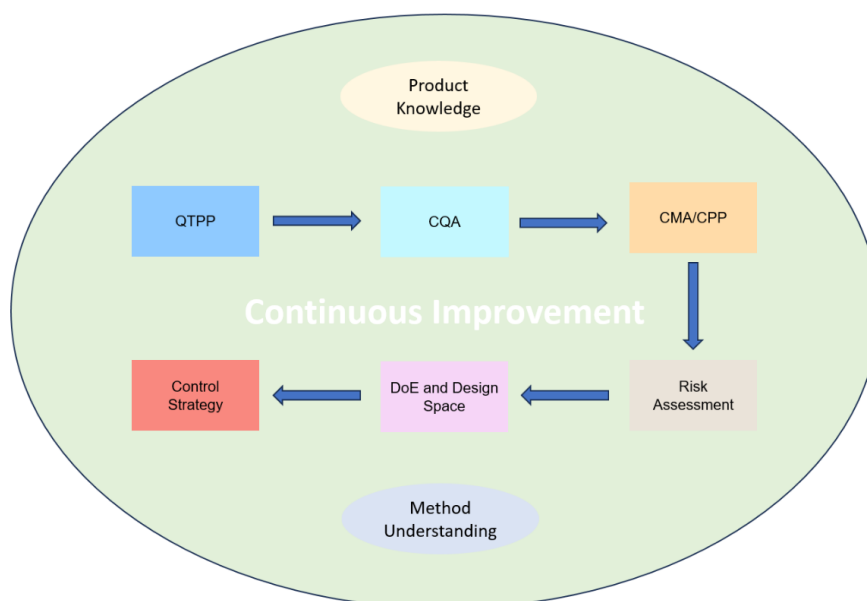 Product
Knowledge
QTPP
CQA
CMA/CPP
Continuous Improvement
Control
Strategy
DoE and Design
Space
Risk
Assessment
Method
Understanding